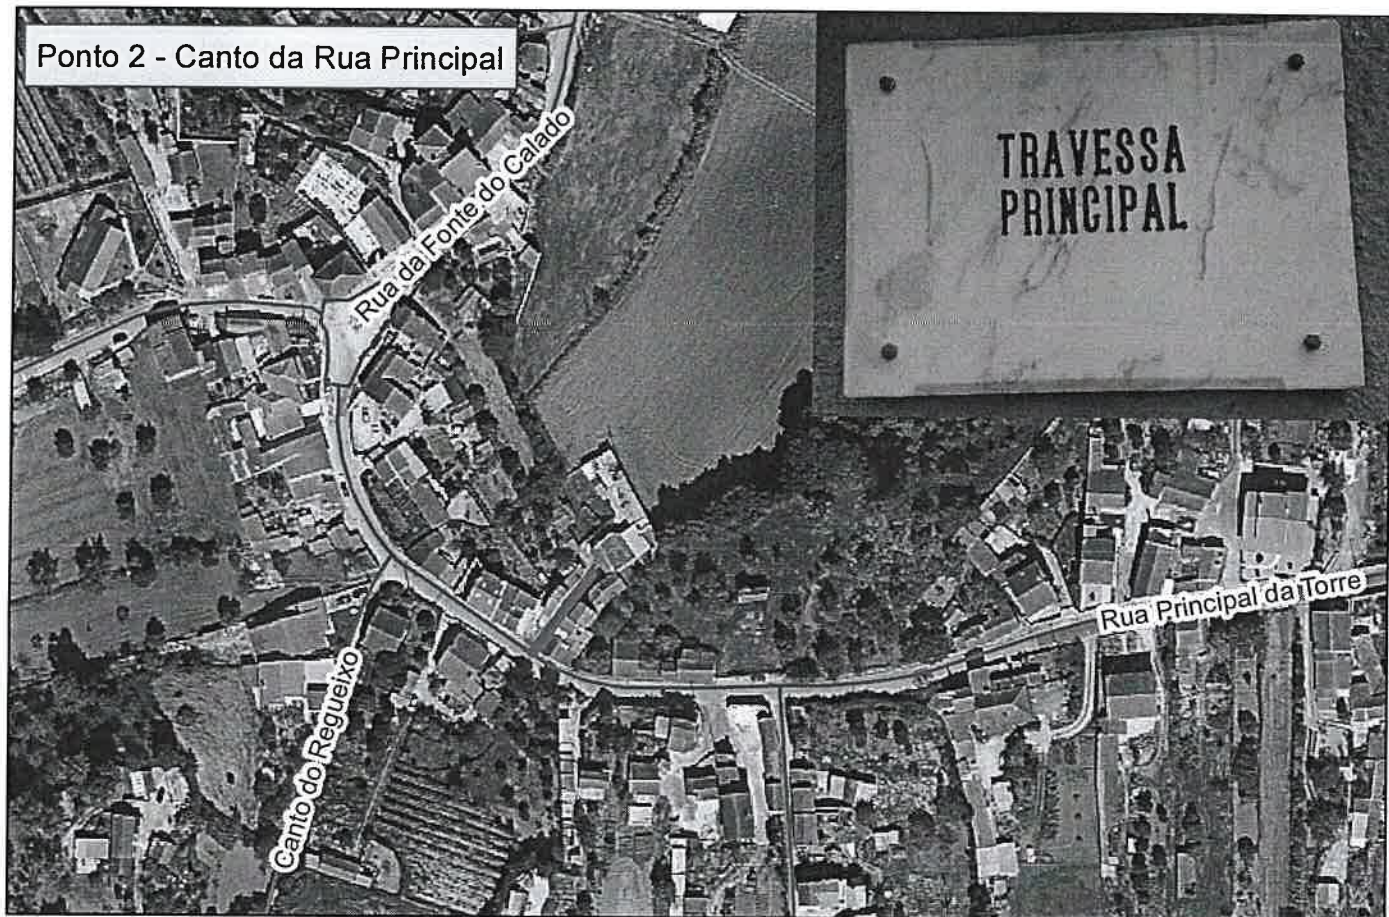 Ponto 2 - Canto da Rua Principal
TRAVESSA
PRINCIPAL
Rua da Fonte do Calado
Rua Principal da Torre
Canto do Regueixo